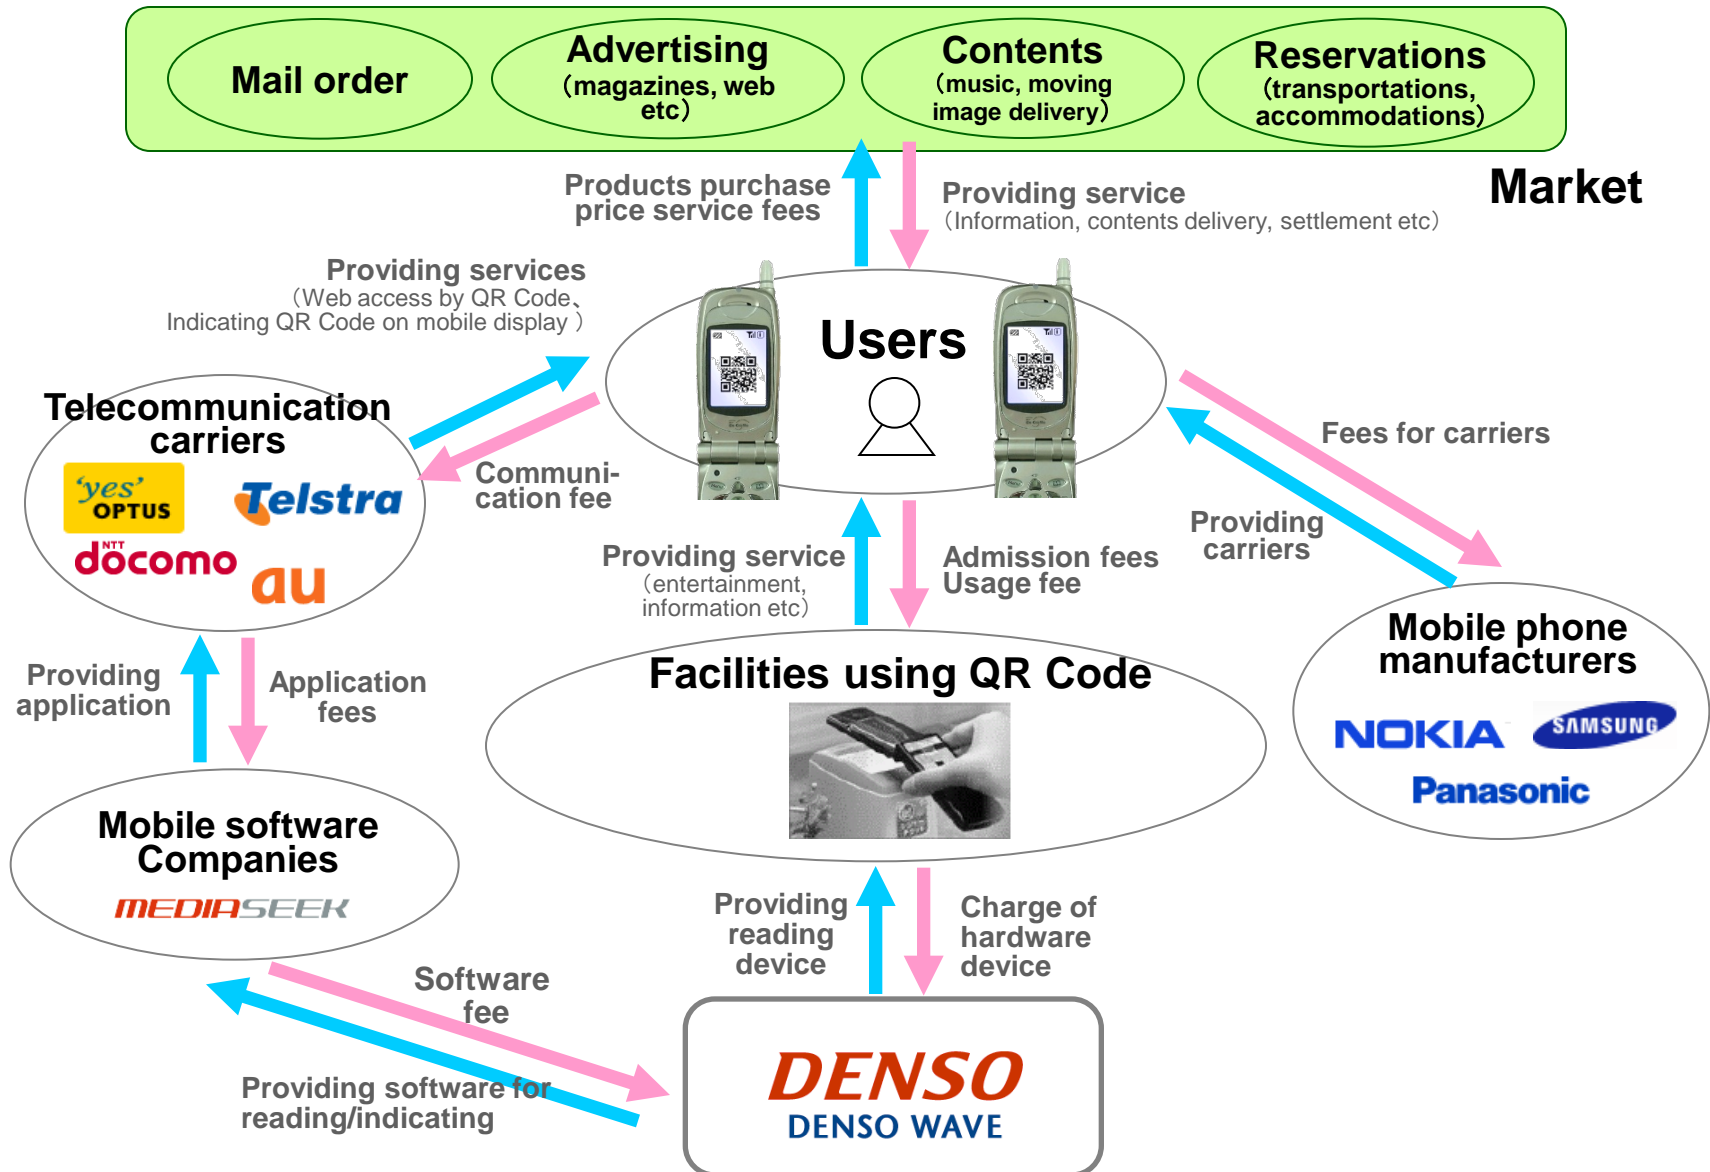 Mail order
Advertising
（magazines, web
etc）
Contents
（music, moving
image delivery）
Reservations
（transportations,
accommodations）
Market
Products purchase
price service fees
Providing service
（Information, contents delivery, settlement etc）
Providing services
（Web access by QR Code、
Indicating QR Code on mobile display ）
Users
Telecommunication
carriers
'yes'
OPTUS
Telstra
NTT
döcomo
au
Communi-
cation fee
Fees for carriers
Providing
carriers
Providing service
（entertainment,
information etc）
Admission fees
Usage fee
Mobile phone
manufacturers
NOKIA
SAMSUNG
Panasonic
Providing
application
Application
fees
Facilities using QR Code
Mobile software
Companies
MEDIASEEK
Providing
reading
device
Charge of
hardware
device
Software
fee
Providing software for
reading/indicating
DENSO
DENSO WAVE